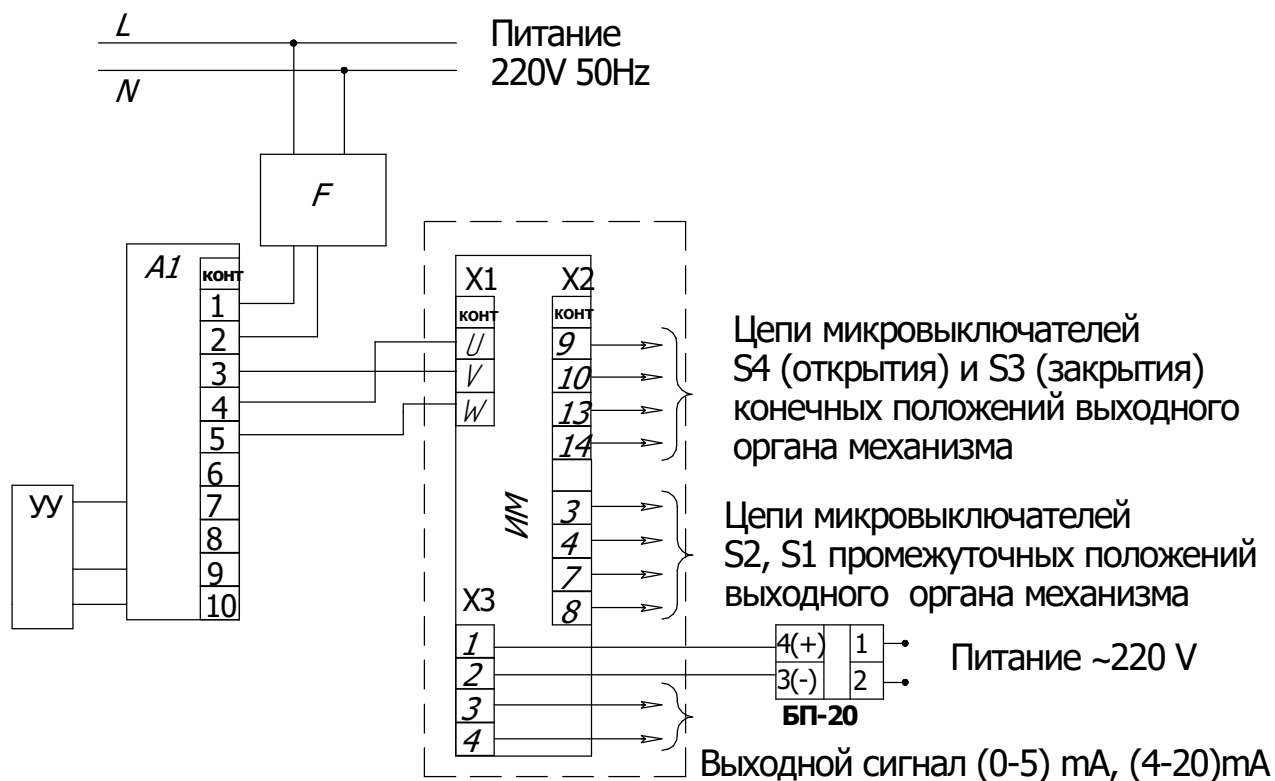 L
Питание
220V 50Hz
N
F
A1
конт
1
2
3
4
5
6
7
8
9
10
УУ
X1
конт
U
V
W
X2
конт
9
10
13
14
3
4
7
8
ИМ
X3
1
2
3
4
Цепи микровыключателей
S4 (открытия) и S3 (закрытия)
конечных положений выходного
органа механизма
Цепи микровыключателей
S2, S1 промежуточных положений
выходного органа механизма
4(+)
1
3(-)
2
БП-20
Питание ~220 V
Выходной сигнал (0-5) mA, (4-20)mA